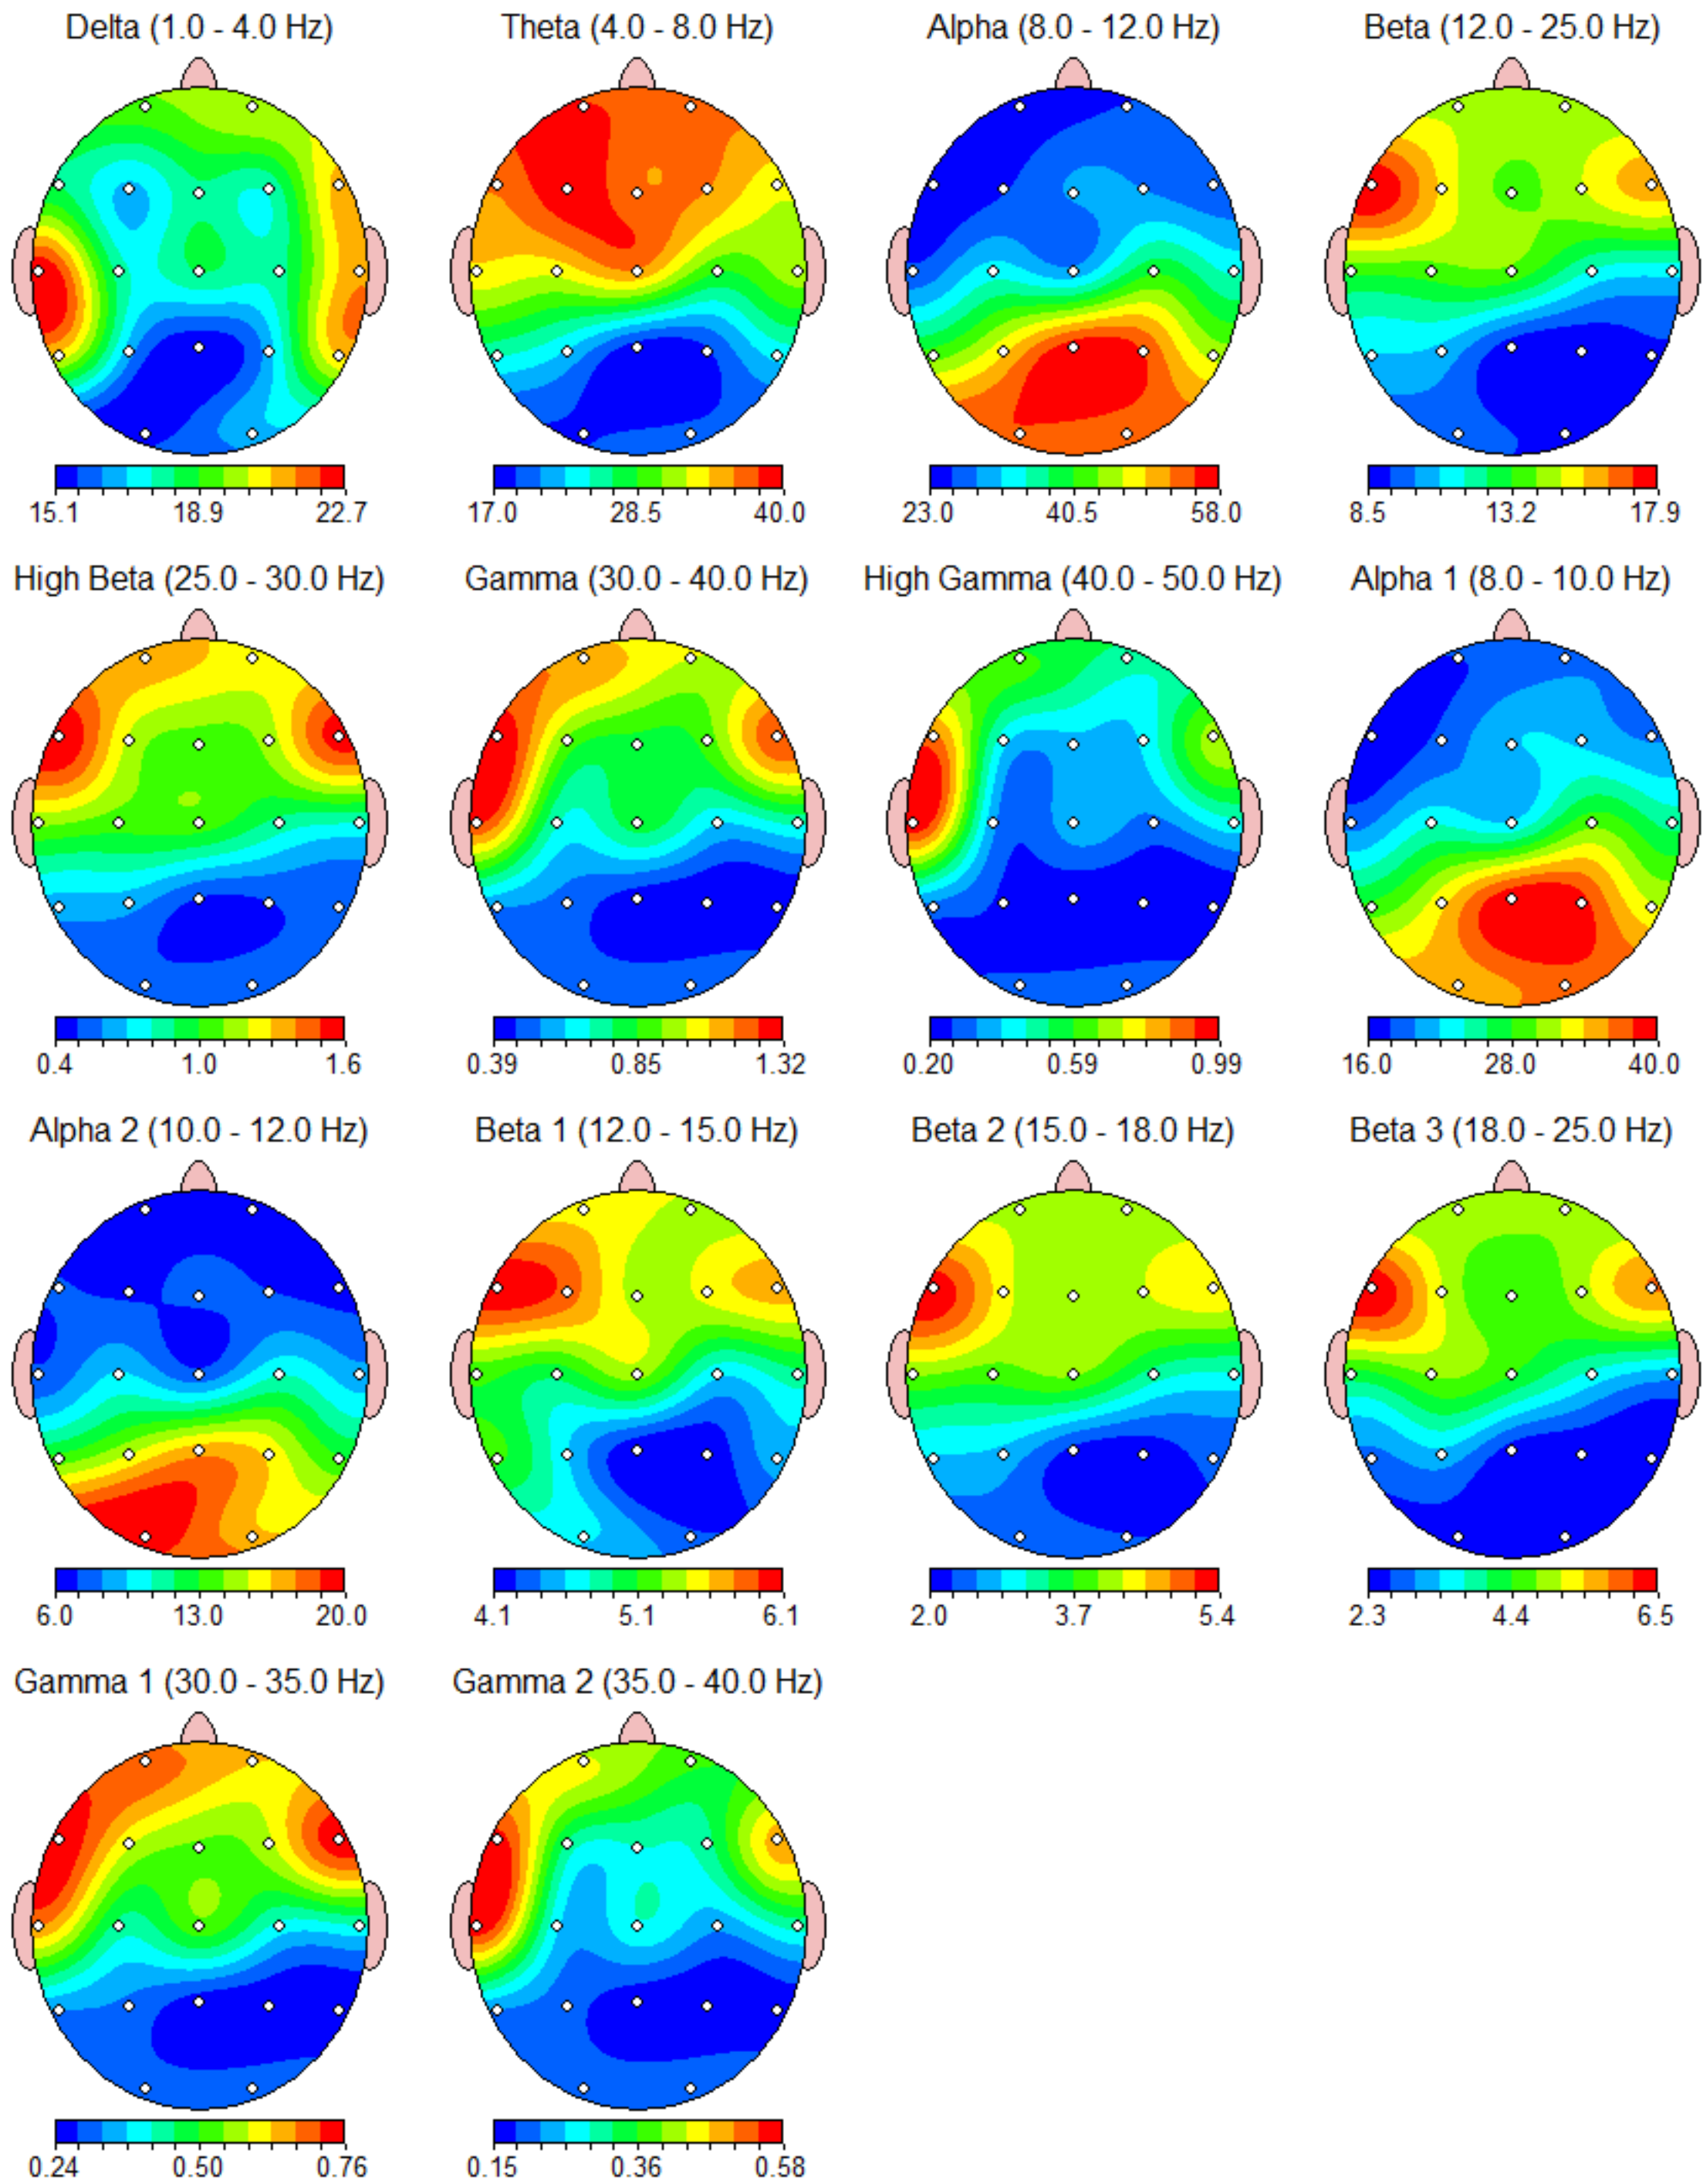 Delta (1.0 - 4.0 Hz) Theta (4.0 - 8.0 Hz) Alpha (8.0 - 12.0 Hz) Beta (12.0 - 25.0 Hz)
15.1 18.9 22.7 17.0 28.5 40.0 23.0 40.5 58.0 8.5 13.2 17.9
High Beta (25.0 - 30.0 Hz) Gamma (30.0 - 40.0 Hz) High Gamma (40.0 - 50.0 Hz) Alpha 1 (8.0 - 10.0 Hz)
0.4 1.0 1.6 0.39 0.85 1.32 0.20 0.59 0.99 16.0 28.0 40.0
Alpha 2 (10.0 - 12.0 Hz) Beta 1 (12.0 - 15.0 Hz) Beta 2 (15.0 - 18.0 Hz) Beta 3 (18.0 - 25.0 Hz)
6.0 13.0 20.0 4.1 5.1 6.1 2.0 3.7 5.4 2.3 4.4 6.5
Gamma 1 (30.0 - 35.0 Hz) Gamma 2 (35.0 - 40.0 Hz)
0.24 0.50 0.76 0.15 0.36 0.58